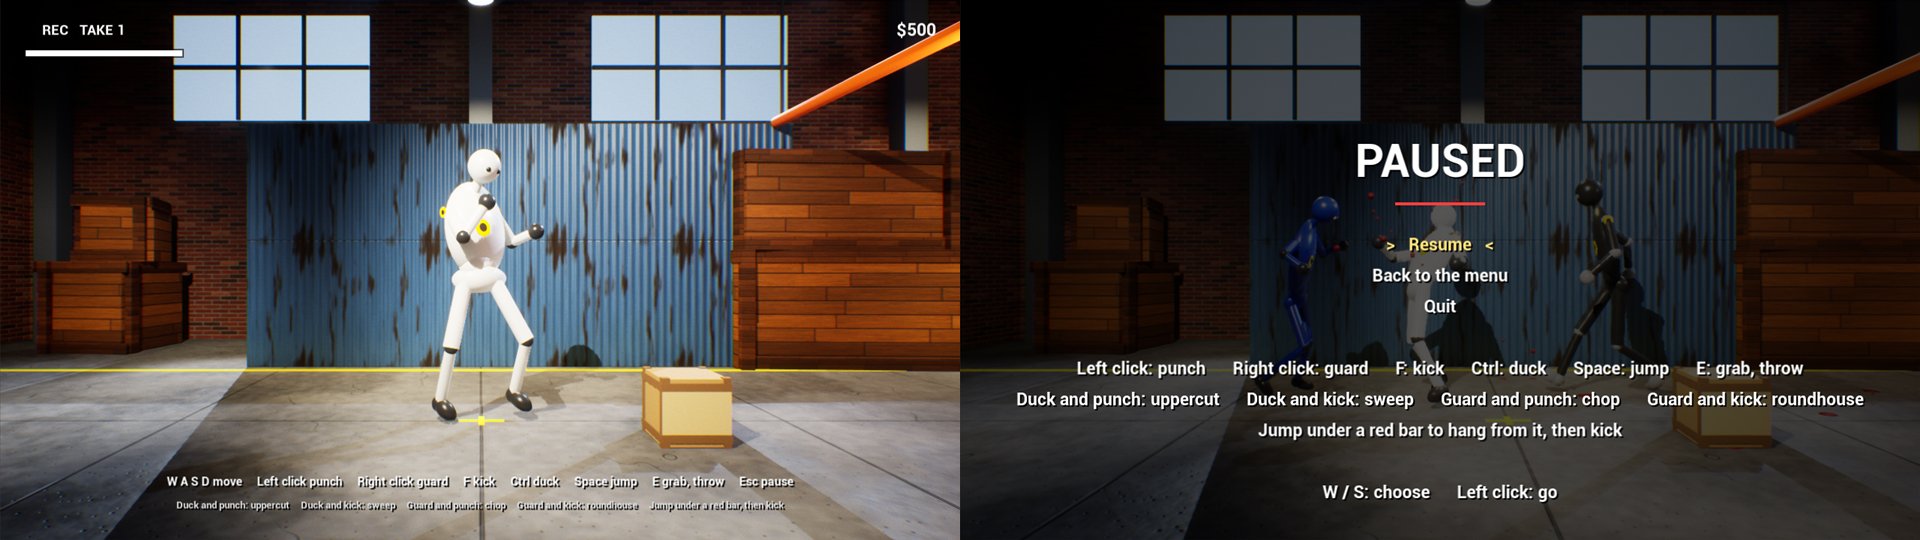 REC TAKE 1
$500
W A S D move Left click punch Right click guard F kick Ctrl duck Space jump E grab, throw Esc pause
Duck and punch: uppercut Duck and kick: sweep Guard and punch: chop Guard and kick: roundhouse Jump under a red bar, then kick
PAUSED
> Resume <
Back to the menu
Quit
Left click: punch Right click: guard F: kick Ctrl: duck Space: jump E: grab, throw
Duck and punch: uppercut Duck and kick: sweep Guard and punch: chop Guard and kick: roundhouse
Jump under a red bar to hang from it, then kick
W / S: choose Left click: go